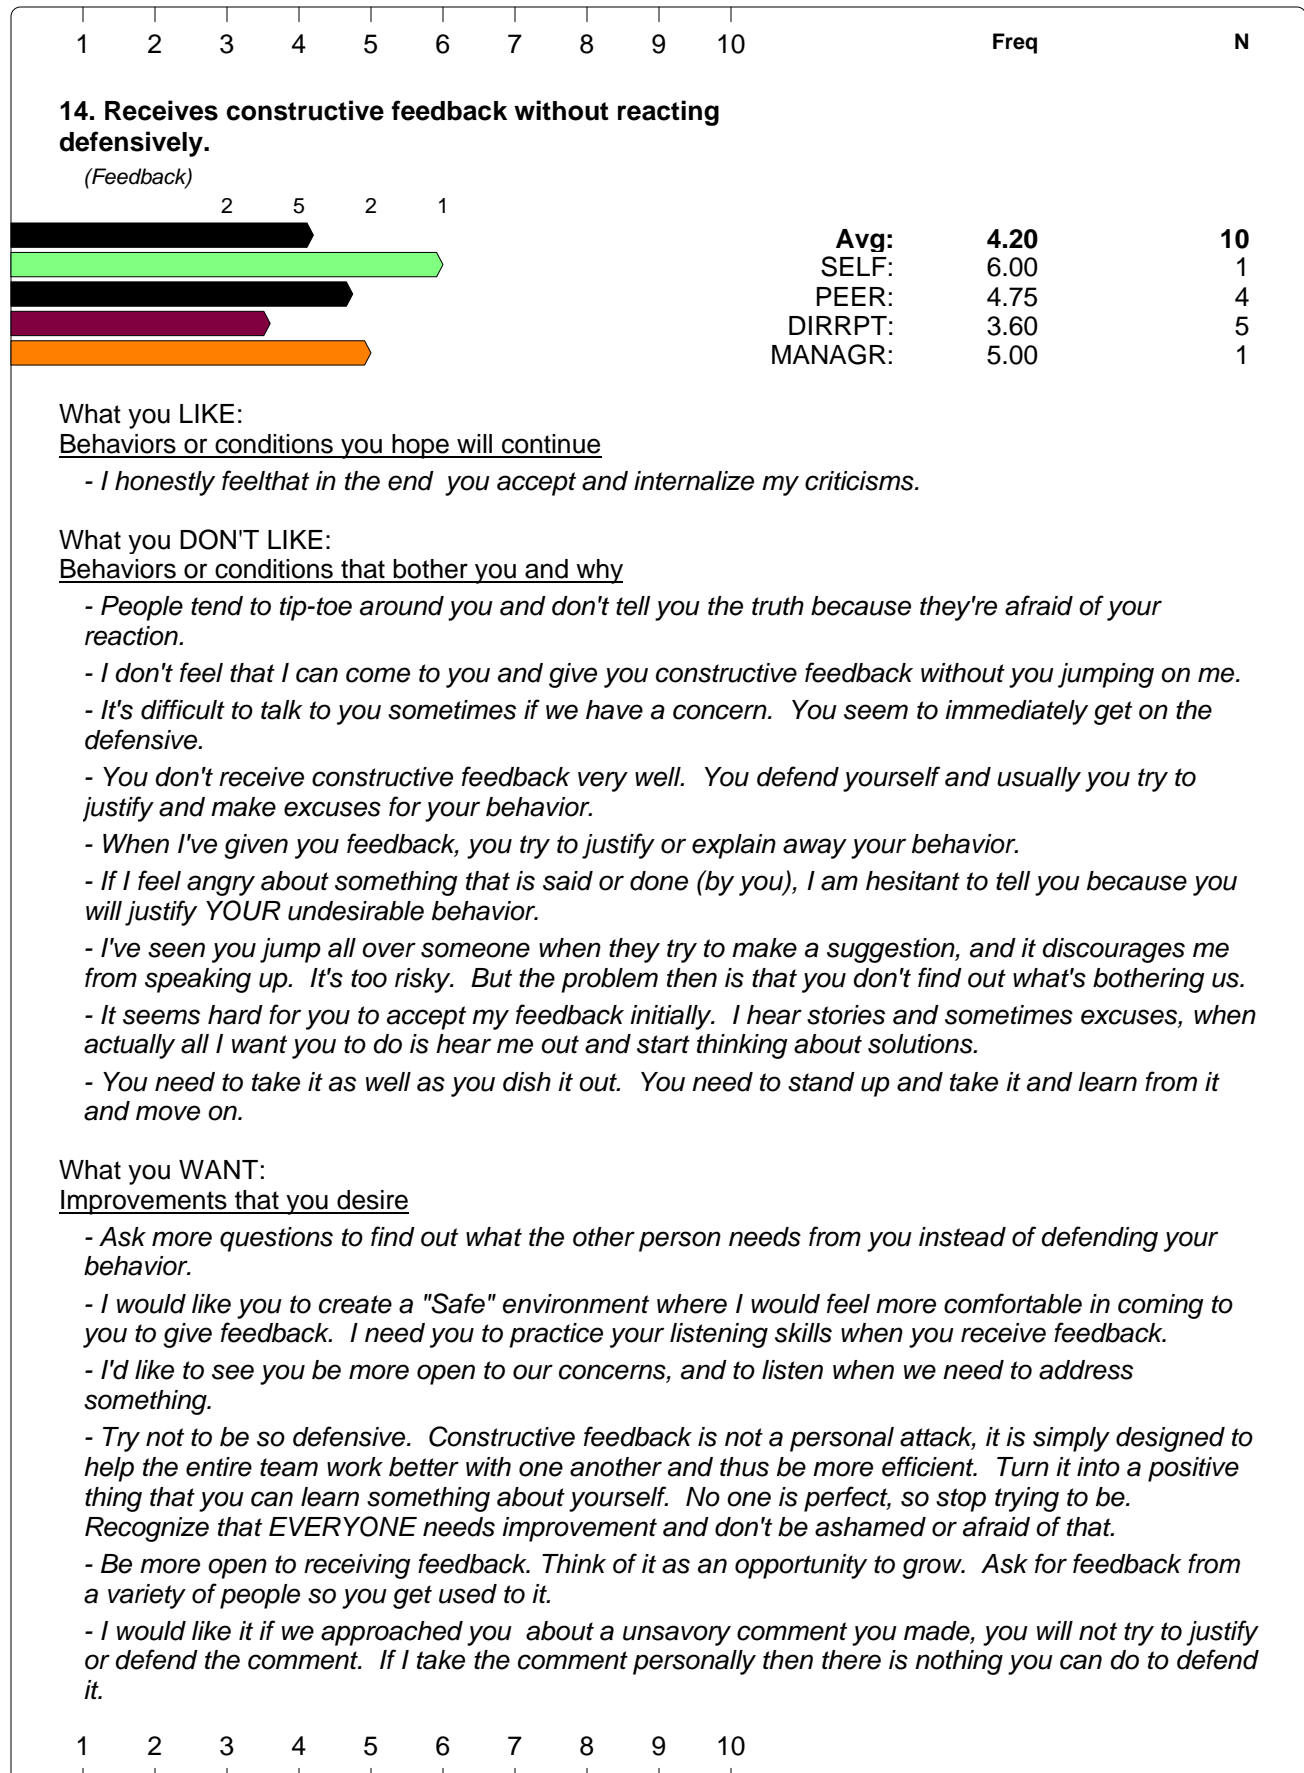 1 2 3 4 5 6 7 8 9 10 Freq N
14. Receives constructive feedback without reacting
defensively.
(Feedback)
2 5 2 1
Avg: 4.20 10
SELF: 6.00 1
PEER: 4.75 4
DIRRPT: 3.60 5
MANAGR: 5.00 1
What you LIKE:
Behaviors or conditions you hope will continue
- I honestly feelthat in the end  you accept and internalize my criticisms.
What you DON'T LIKE:
Behaviors or conditions that bother you and why
- People tend to tip-toe around you and don't tell you the truth because they're afraid of your
reaction.
- I don't feel that I can come to you and give you constructive feedback without you jumping on me.
- It's difficult to talk to you sometimes if we have a concern.  You seem to immediately get on the
defensive.
- You don't receive constructive feedback very well.  You defend yourself and usually you try to
justify and make excuses for your behavior.
- When I've given you feedback, you try to justify or explain away your behavior.
- If I feel angry about something that is said or done (by you), I am hesitant to tell you because you
will justify YOUR undesirable behavior.
- I've seen you jump all over someone when they try to make a suggestion, and it discourages me
from speaking up.  It's too risky.  But the problem then is that you don't find out what's bothering us.
- It seems hard for you to accept my feedback initially.  I hear stories and sometimes excuses, when
actually all I want you to do is hear me out and start thinking about solutions.
- You need to take it as well as you dish it out.  You need to stand up and take it and learn from it
and move on.
What you WANT:
Improvements that you desire
- Ask more questions to find out what the other person needs from you instead of defending your
behavior.
- I would like you to create a "Safe" environment where I would feel more comfortable in coming to
you to give feedback.  I need you to practice your listening skills when you receive feedback.
- I'd like to see you be more open to our concerns, and to listen when we need to address
something.
- Try not to be so defensive.  Constructive feedback is not a personal attack, it is simply designed to
help the entire team work better with one another and thus be more efficient.  Turn it into a positive
thing that you can learn something about yourself.  No one is perfect, so stop trying to be.
Recognize that EVERYONE needs improvement and don't be ashamed or afraid of that.
- Be more open to receiving feedback. Think of it as an opportunity to grow.  Ask for feedback from
a variety of people so you get used to it.
- I would like it if we approached you  about a unsavory comment you made, you will not try to justify
or defend the comment.  If I take the comment personally then there is nothing you can do to defend
it.
1 2 3 4 5 6 7 8 9 10